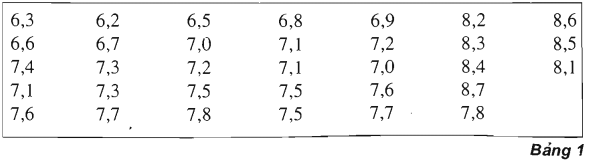 6,3 6,2 6,5 6,8 6,9 8,2 8,6
6,6 6,7 7,0 7,1 7,2 8,3 8,5
7,4 7,3 7,2 7,1 7,0 8,4 8,1
7,1 7,3 7,5 7,5 7,6 8,7
7,6 7,7 7,8 7,5 7,7 7,8
Bảng 1